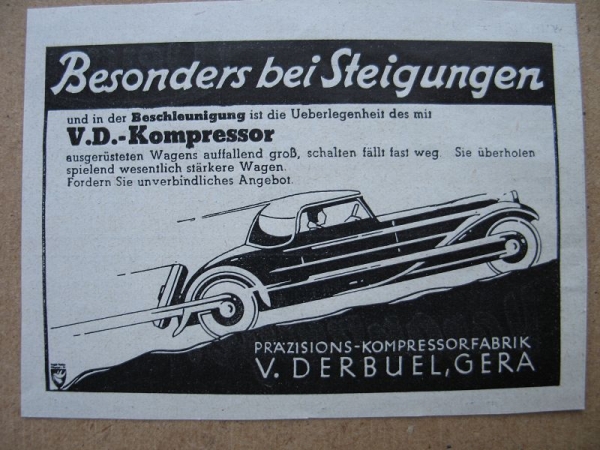 Besonders bei Steigungen
und in der Beschleunigung ist die Ueberlegenheit des mit
V.D.-Kompressor
ausgerüsteten Wagens auffallend groß, schalten fällt fast weg. Sie überholen
spielend wesentlich stärkere Wagen.
Fordern Sie unverbindliches Angebot.
PRÄZISIONS-KOMPRESSORFABRIK
V. DERBUEL, GERA